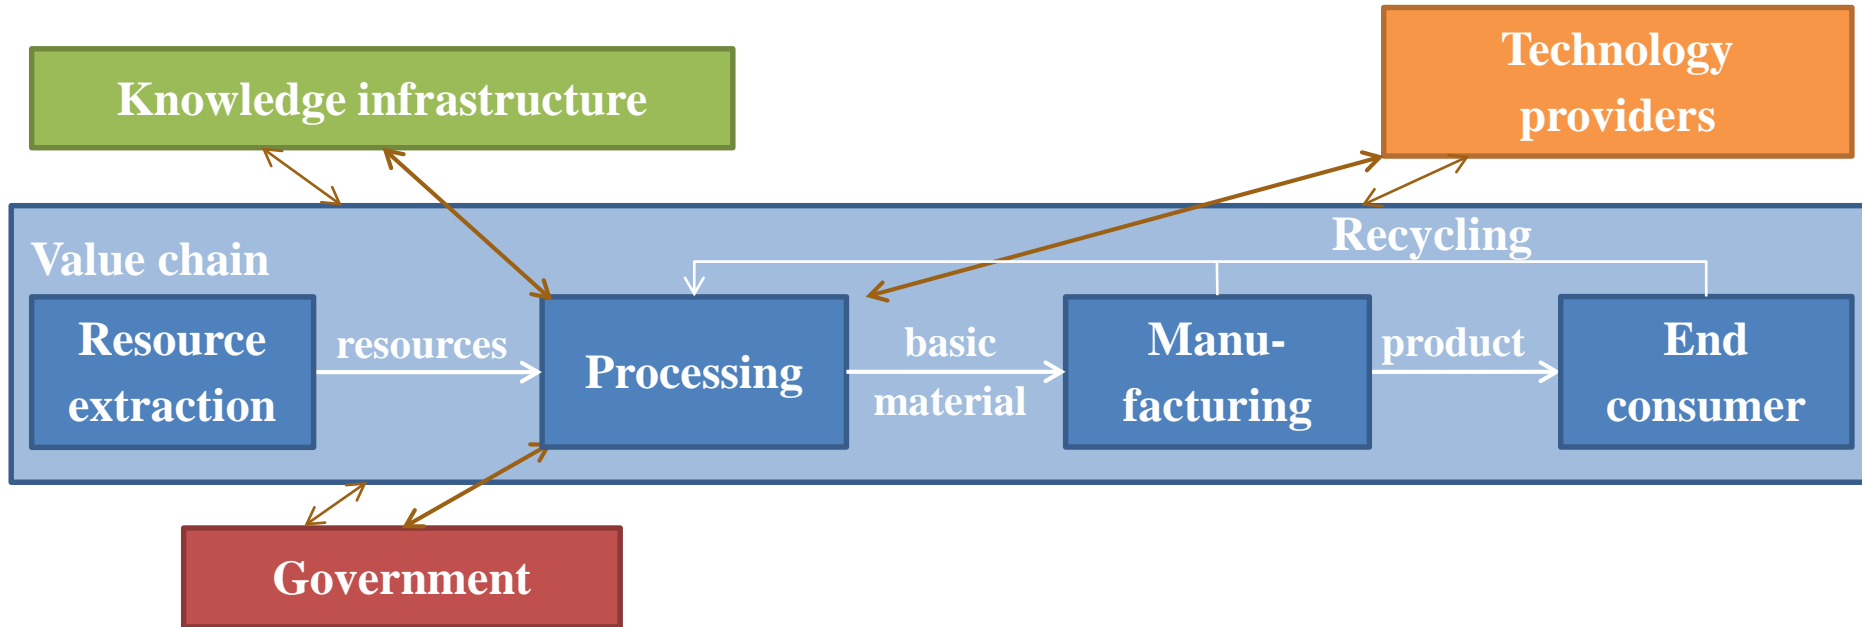 Technology
providers
Knowledge infrastructure
Recycling
Value chain
Resource
extraction
resources
Processing
basic
material
Manu-
facturing
product
End
consumer
Government